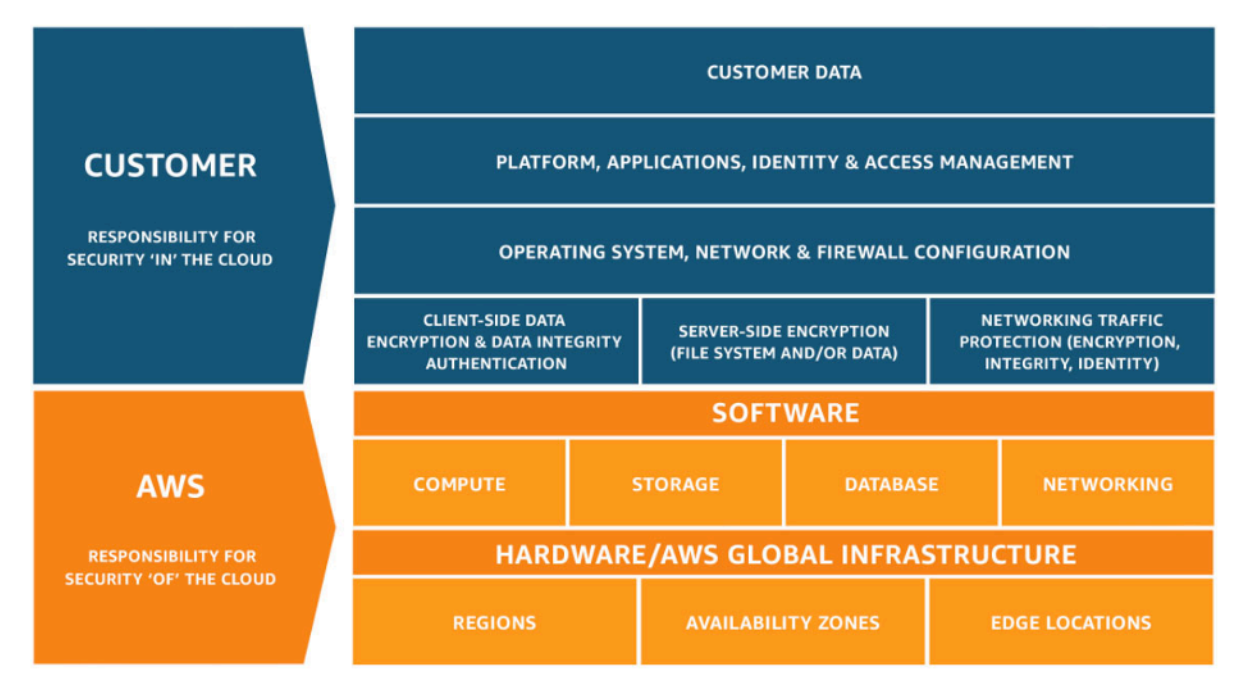 CUSTOMER
RESPONSIBILITY FOR
SECURITY ‘IN’ THE CLOUD
CUSTOMER DATA
PLATFORM, APPLICATIONS, IDENTITY & ACCESS MANAGEMENT
OPERATING SYSTEM, NETWORK & FIREWALL CONFIGURATION
CLIENT-SIDE DATA
ENCRYPTION & DATA INTEGRITY
AUTHENTICATION
SERVER-SIDE ENCRYPTION
(FILE SYSTEM AND/OR DATA)
NETWORKING TRAFFIC
PROTECTION (ENCRYPTION,
INTEGRITY, IDENTITY)
AWS
RESPONSIBILITY FOR
SECURITY ‘OF’ THE CLOUD
SOFTWARE
COMPUTE
STORAGE
DATABASE
NETWORKING
HARDWARE/AWS GLOBAL INFRASTRUCTURE
REGIONS
AVAILABILITY ZONES
EDGE LOCATIONS